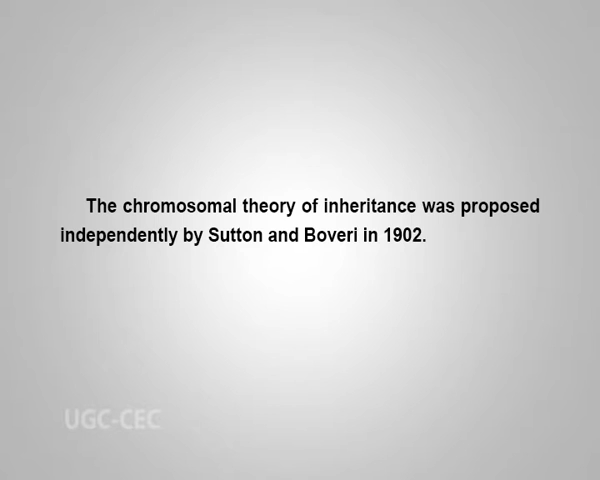 The chromosomal theory of inheritance was proposed
independently by Sutton and Boveri in 1902.
UGC-CEC